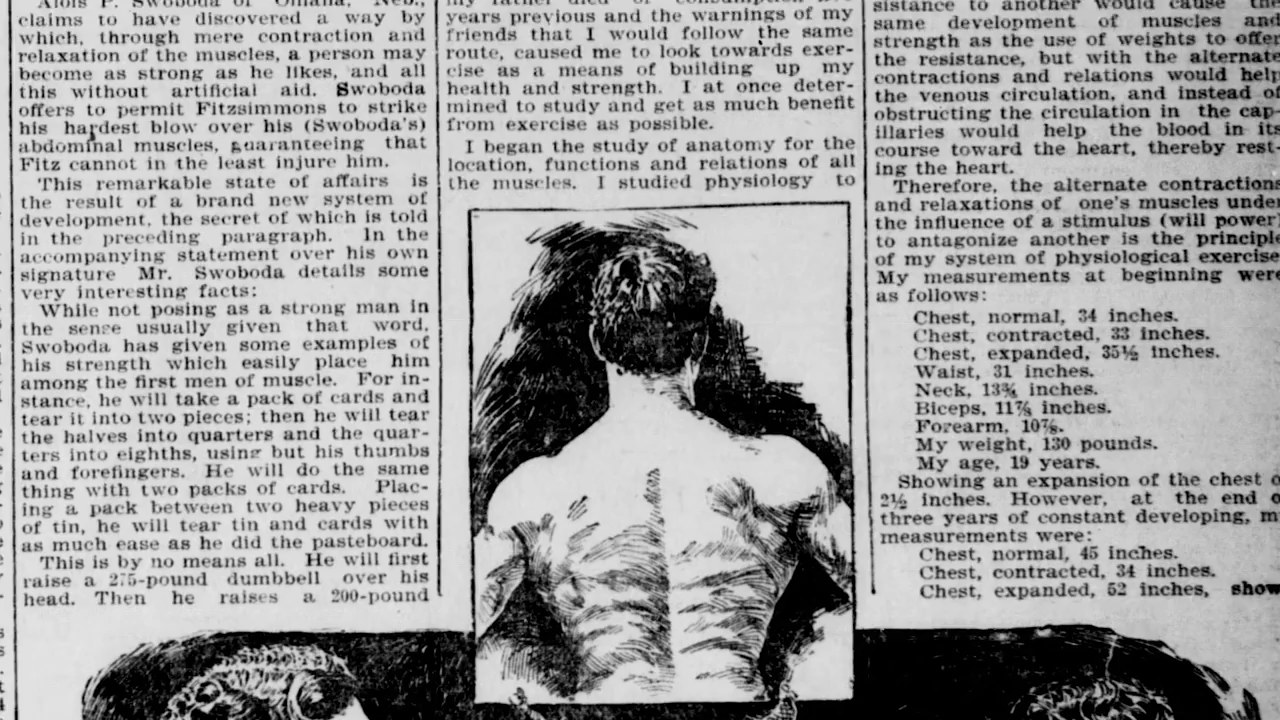 Alois P. Swoboda of Omaha, Neb.,
claims to have discovered a way by
which, through mere contraction and
relaxation of the muscles, a person may
become as strong as he likes, and all
this without artificial aid. Swoboda
offers to permit Fitzsimmons to strike
his hardest blow over his (Swoboda's)
abdominal muscles, guaranteeing that
Fitz cannot in the least injure him.
This remarkable state of affairs is
the result of a brand new system of
development, the secret of which is told
in the preceding paragraph. In the
accompanying statement over his own
signature Mr. Swoboda details some
very interesting facts:
While not posing as a strong man in
the sense usually given that word,
Swoboda has given some examples of
his strength which easily place him
among the first men of muscle. For in-
stance, he will take a pack of cards and
tear it into two pieces; then he will tear
the halves into quarters and the quar-
ters into eighths, using but his thumbs
and forefingers. He will do the same
thing with two packs of cards. Plac-
ing a pack between two heavy pieces
of tin, he will tear tin and cards with
as much ease as he did the pasteboard.
This is by no means all. He will first
raise a 275-pound dumbbell over his
head. Then he raises a 200-pound
my father died of consumption five
years previous and the warnings of my
friends that I would follow the same
route, caused me to look towards exer-
cise as a means of building up my
health and strength. I at once deter-
mined to study and get as much benefit
from exercise as possible.
I began the study of anatomy for the
location, functions and relations of all
the muscles. I studied physiology to
sistance to another would cause the
same development of muscles and
strength as the use of weights to offer
the resistance, but with the alternate
contractions and relations would help
the venous circulation, and instead of
obstructing the circulation in the cap-
illaries would help the blood in its
course toward the heart, thereby rest-
ing the heart.
Therefore, the alternate contractions
and relaxations of one's muscles under
the influence of a stimulus (will power)
to antagonize another is the principle
of my system of physiological exercise.
My measurements at beginning were
as follows:
Chest, normal, 34 inches.
Chest, contracted, 33 inches.
Chest, expanded, 35½ inches.
Waist, 31 inches.
Neck, 13¾ inches.
Biceps, 11⅞ inches.
Forearm, 10⅞.
My weight, 130 pounds.
My age, 19 years.
Showing an expansion of the chest o
2½ inches. However, at the end o
three years of constant developing, m
measurements were:
Chest, normal, 45 inches.
Chest, contracted, 34 inches.
Chest, expanded, 52 inches, show